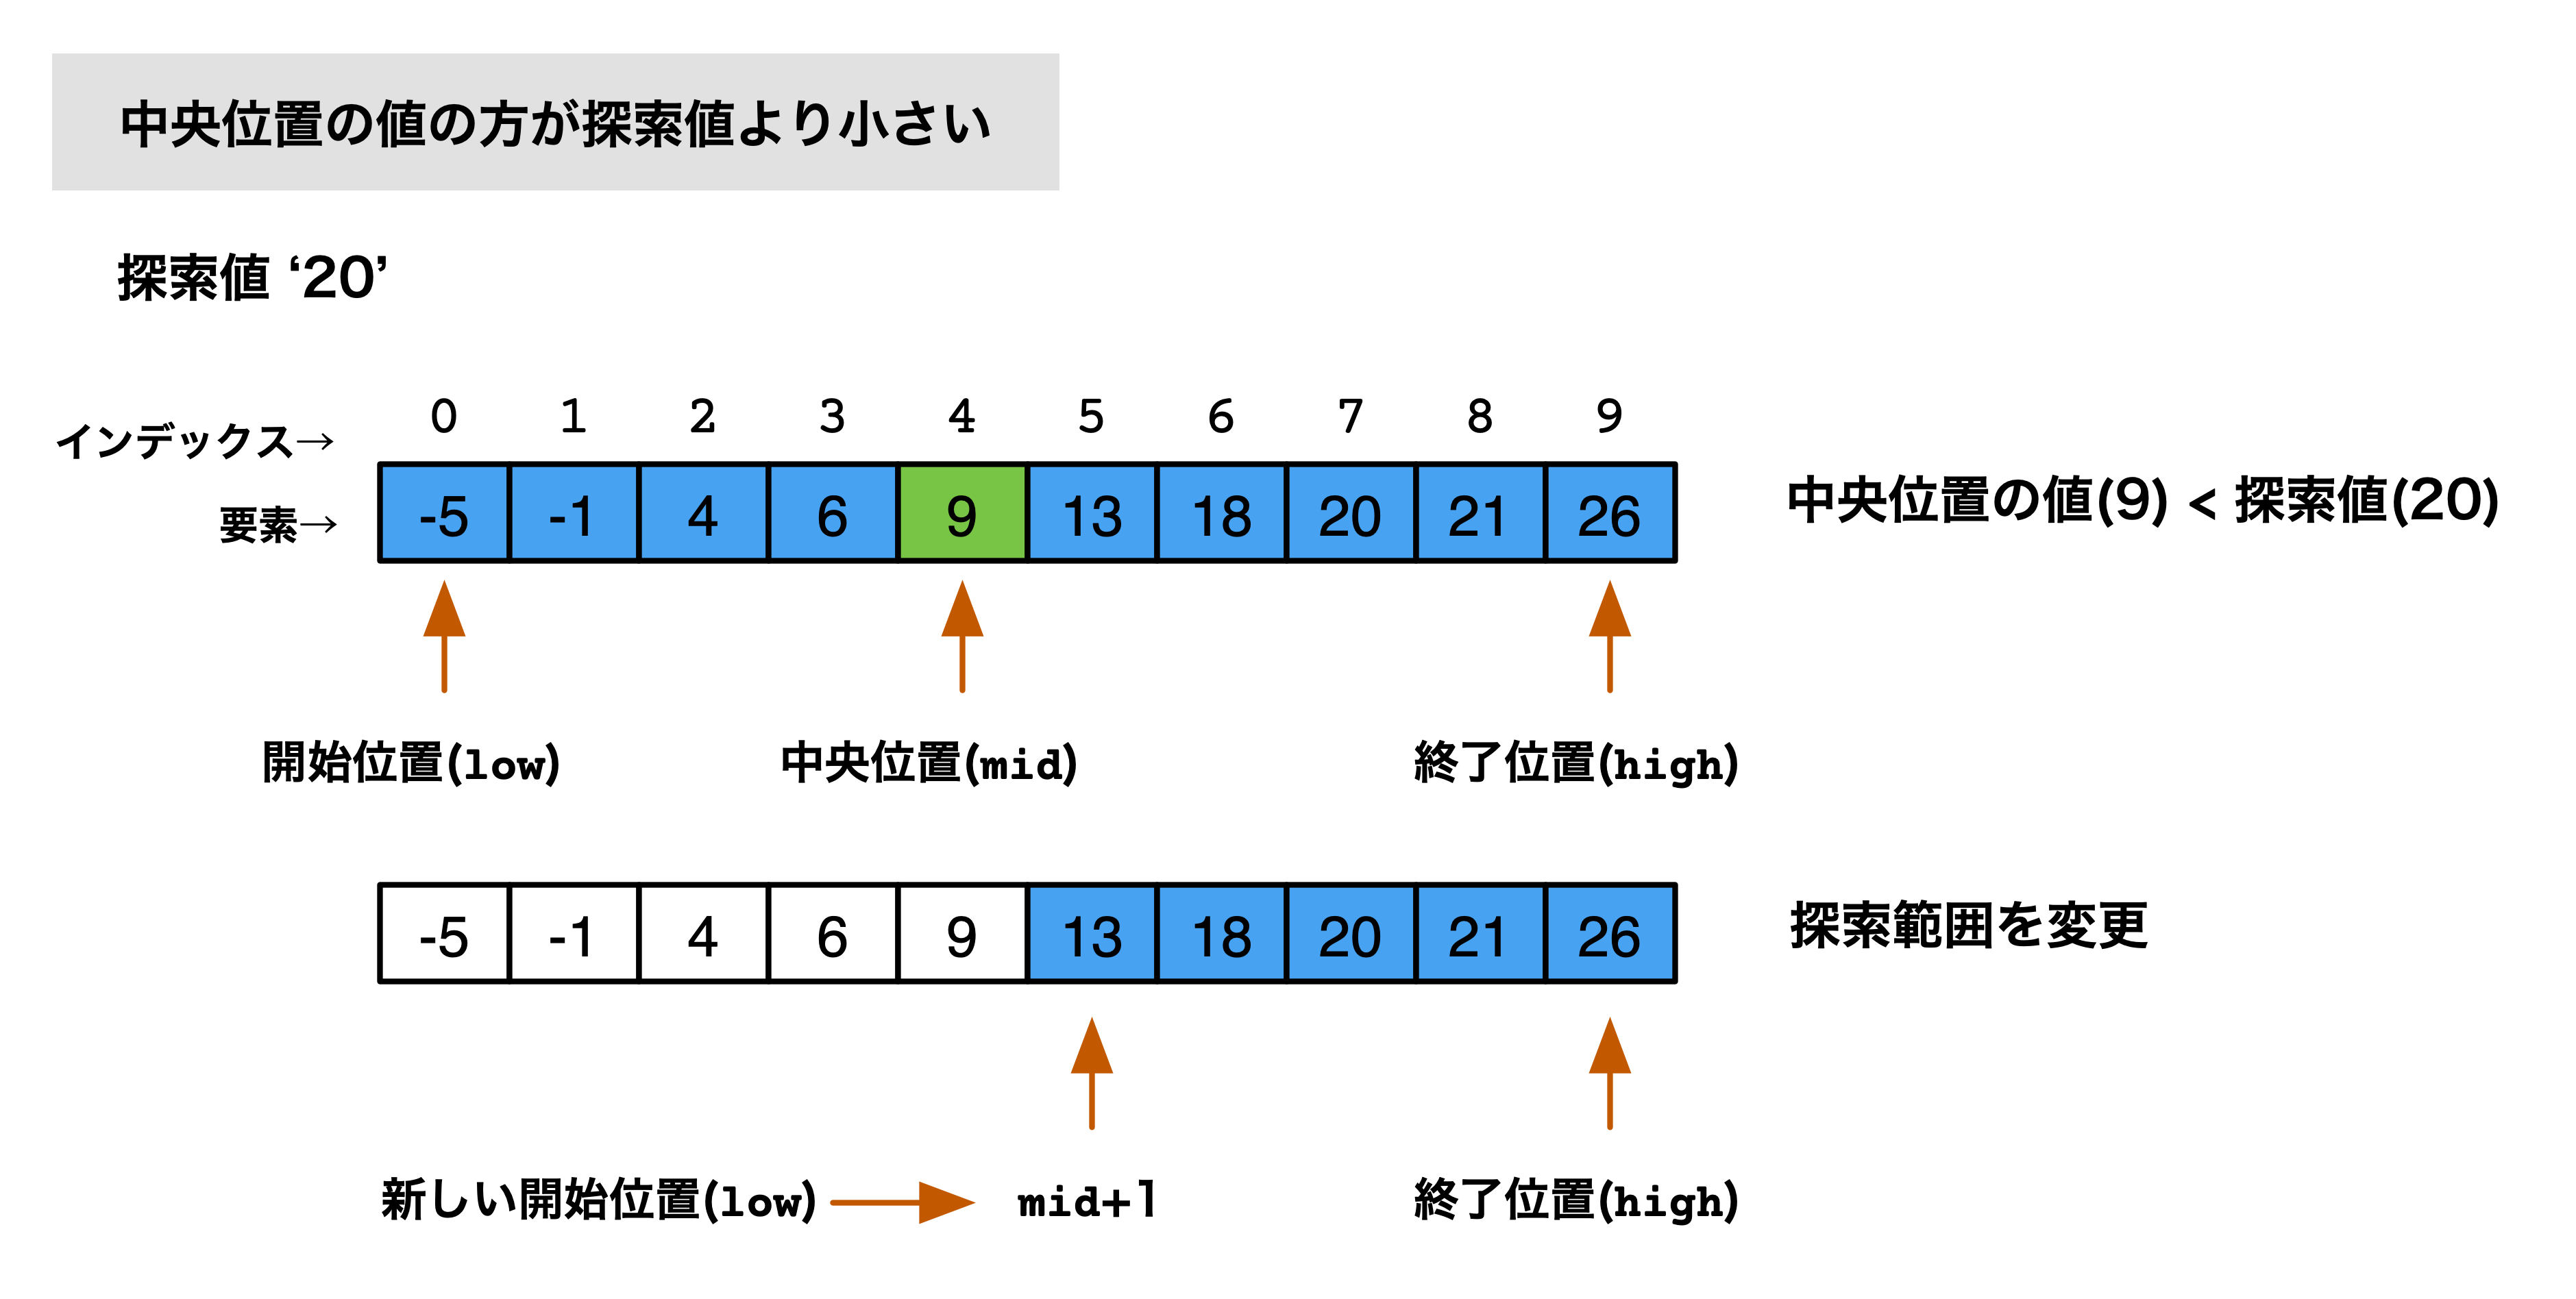 中央位置の値の方が探索値より小さい
探索値 ‘20’
インデックス→ 0 1 2 3 4 5 6 7 8 9
要素→ -5 -1 4 6 9 13 18 20 21 26
中央位置の値(9) < 探索値(20)
開始位置(low) 中央位置(mid) 終了位置(high)
-5 -1 4 6 9 13 18 20 21 26
探索範囲を変更
新しい開始位置(low) → mid+1 終了位置(high)